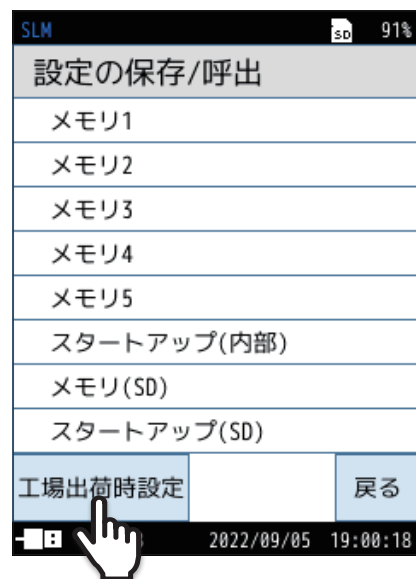 SLM SD 91%
設定の保存/呼出
メモリ1
メモリ2
メモリ3
メモリ4
メモリ5
スタートアップ(内部)
メモリ(SD)
スタートアップ(SD)
工場出荷時設定 戻る
2022/09/05 19:00:18